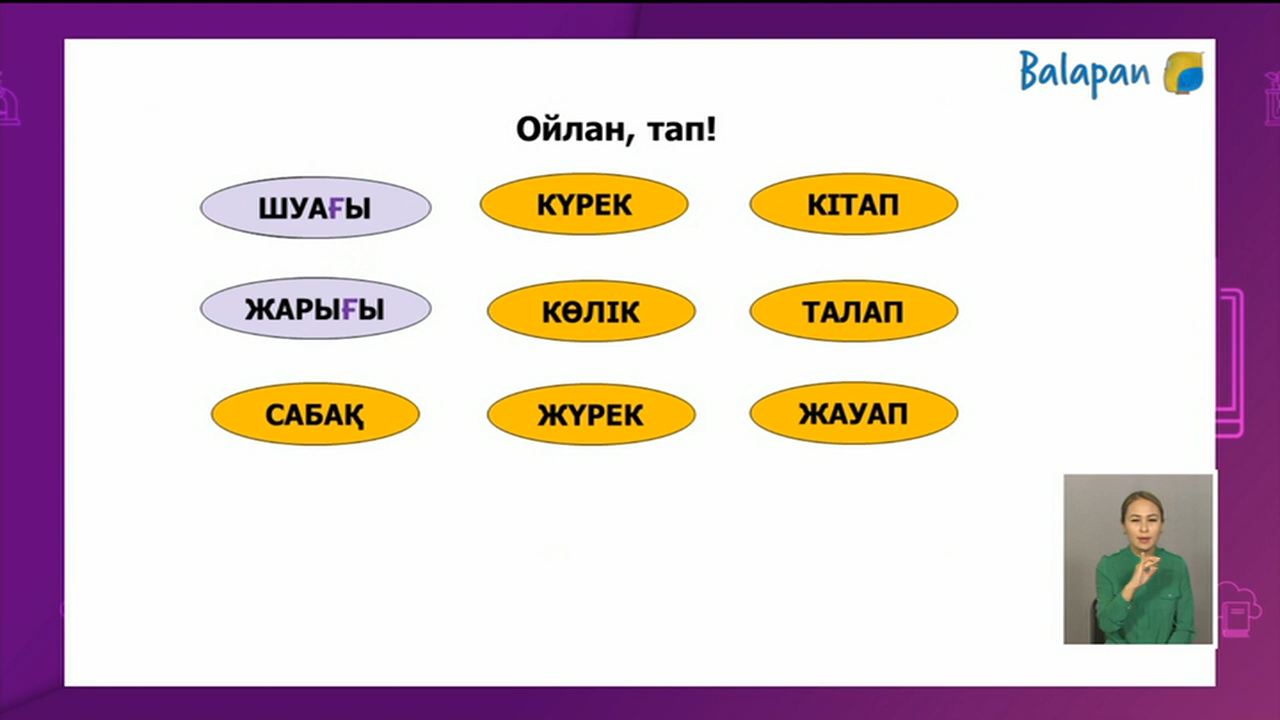 Balapan
Ойлан, тап!
ШУАҒЫ КҮРЕК КІТАП
ЖАРЫҒЫ КӨЛІК ТАЛАП
САБАҚ ЖҮРЕК ЖАУАП